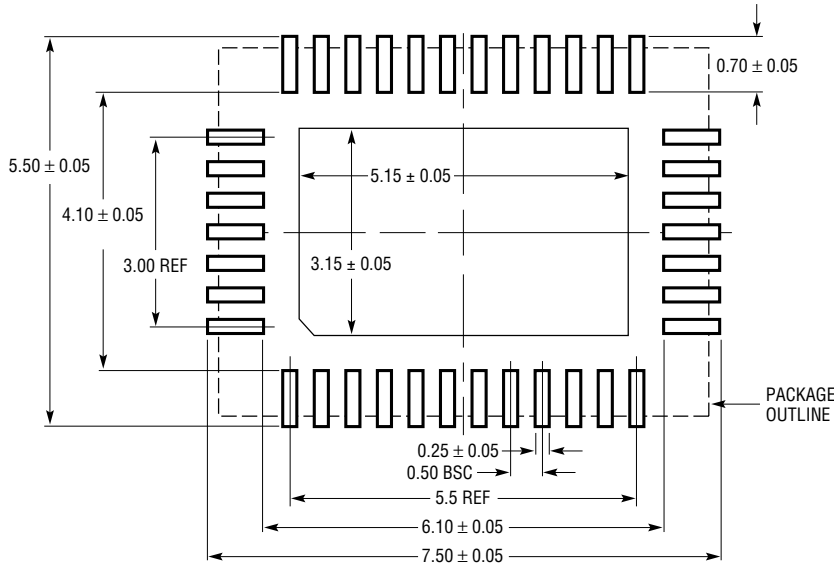 0.70 ± 0.05
5.50 ± 0.05
5.15 ± 0.05
4.10 ± 0.05
3.00 REF
3.15 ± 0.05
PACKAGE
OUTLINE
0.25 ± 0.05
0.50 BSC
5.5 REF
6.10 ± 0.05
7.50 ± 0.05